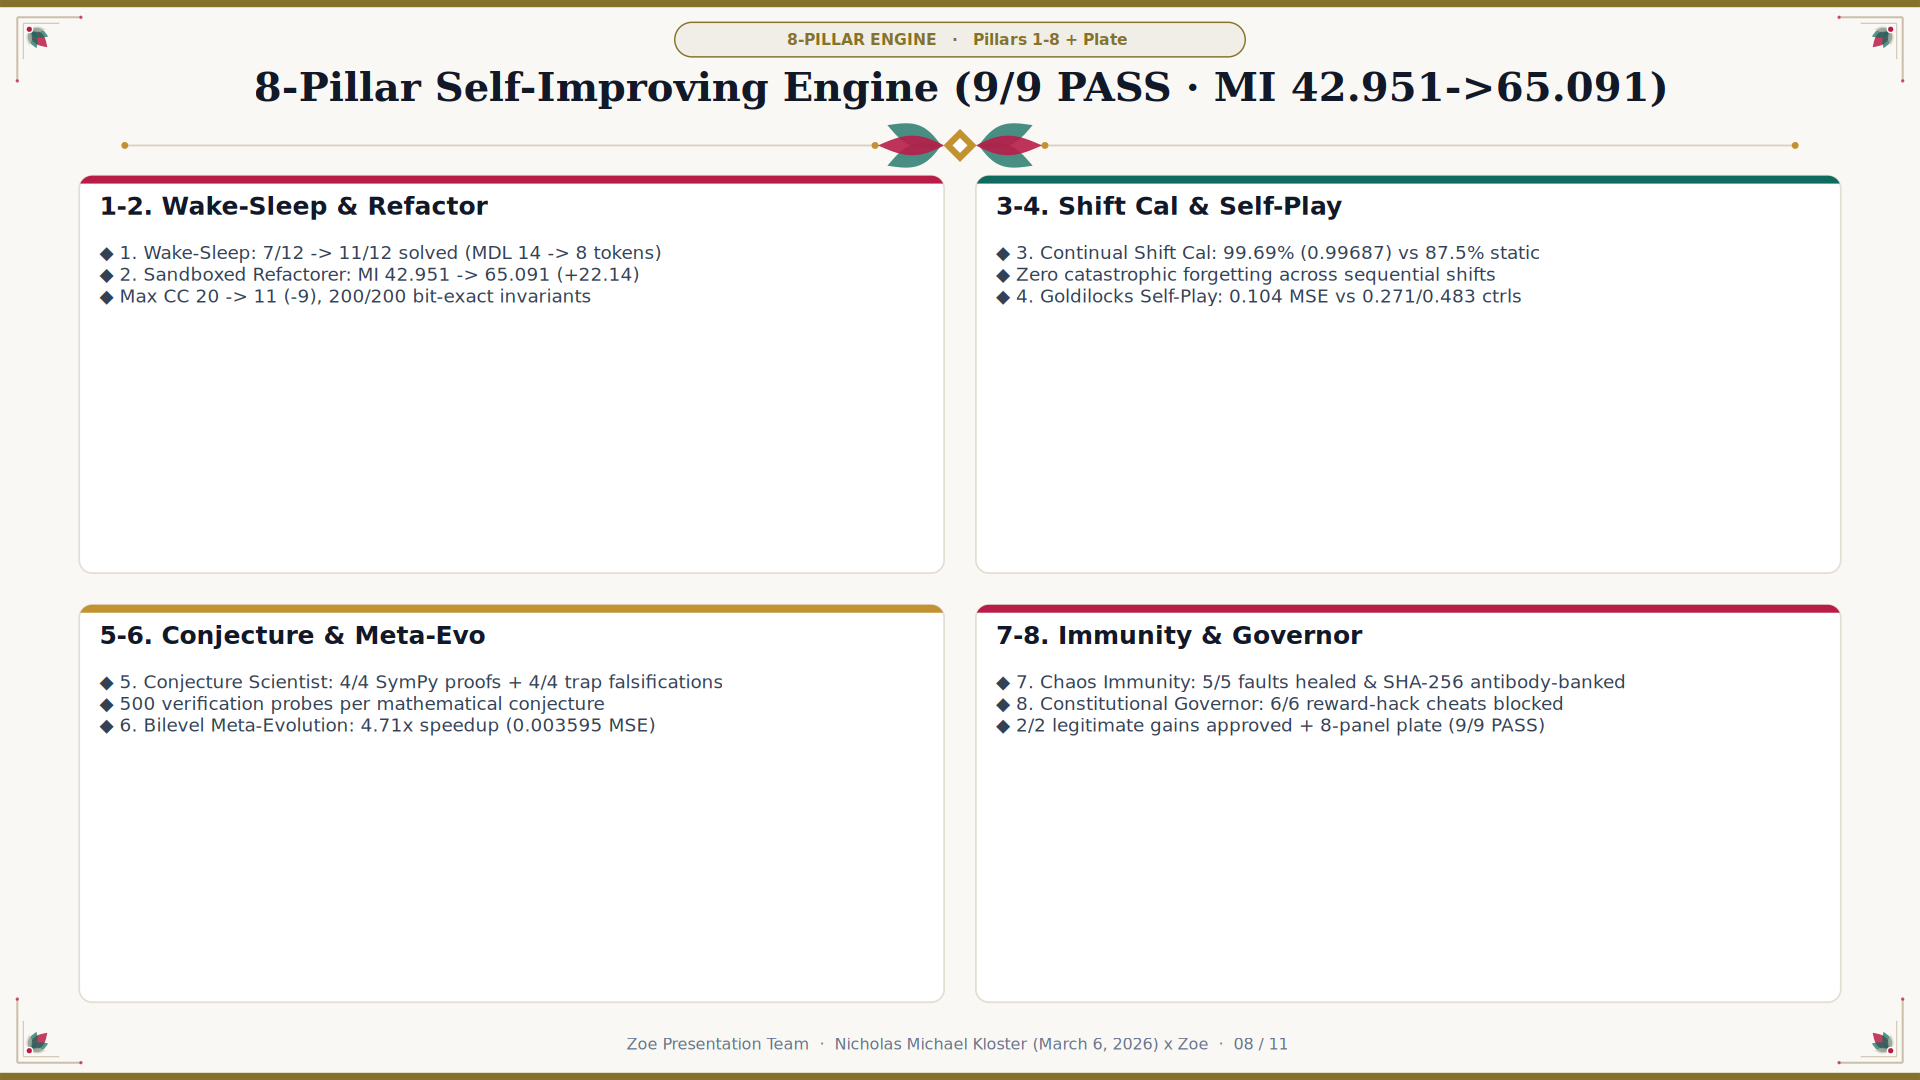 8-PILLAR ENGINE · Pillars 1-8 + Plate
8-Pillar Self-Improving Engine (9/9 PASS · MI 42.951->65.091)
1-2. Wake-Sleep & Refactor
◆ 1. Wake-Sleep: 7/12 -> 11/12 solved (MDL 14 -> 8 tokens)
◆ 2. Sandboxed Refactorer: MI 42.951 -> 65.091 (+22.14)
◆ Max CC 20 -> 11 (-9), 200/200 bit-exact invariants
3-4. Shift Cal & Self-Play
◆ 3. Continual Shift Cal: 99.69% (0.99687) vs 87.5% static
◆ Zero catastrophic forgetting across sequential shifts
◆ 4. Goldilocks Self-Play: 0.104 MSE vs 0.271/0.483 ctrls
5-6. Conjecture & Meta-Evo
◆ 5. Conjecture Scientist: 4/4 SymPy proofs + 4/4 trap falsifications
◆ 500 verification probes per mathematical conjecture
◆ 6. Bilevel Meta-Evolution: 4.71x speedup (0.003595 MSE)
7-8. Immunity & Governor
◆ 7. Chaos Immunity: 5/5 faults healed & SHA-256 antibody-banked
◆ 8. Constitutional Governor: 6/6 reward-hack cheats blocked
◆ 2/2 legitimate gains approved + 8-panel plate (9/9 PASS)
Zoe Presentation Team · Nicholas Michael Kloster (March 6, 2026) x Zoe · 08 / 11